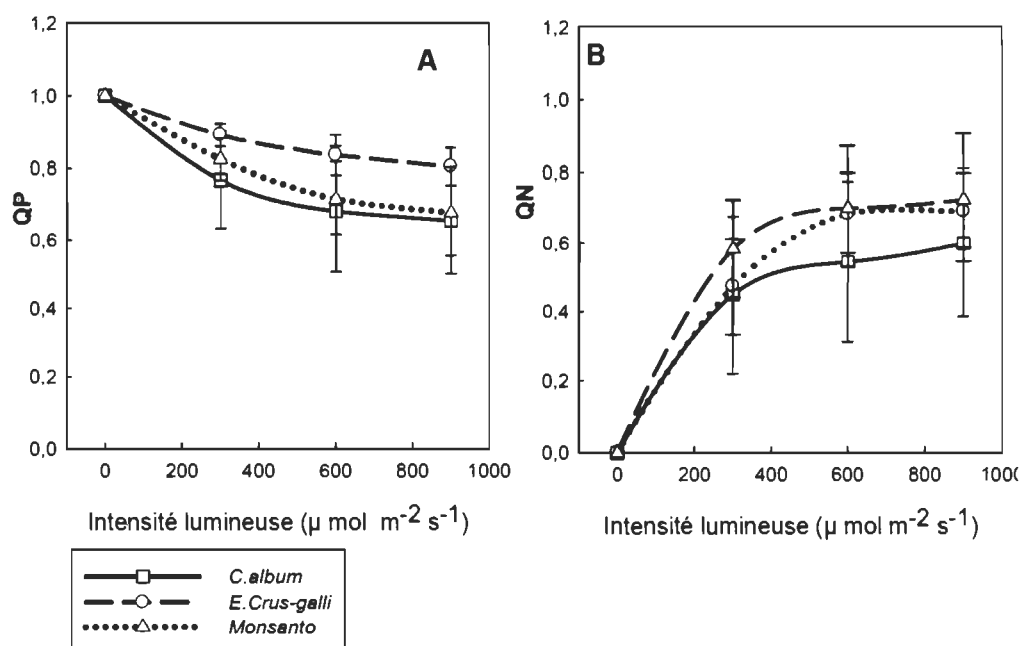 A
QP
1,2
1,0
0,8
0,6
0,4
0,2
0,0
0 200 400 600 800 1000
Intensité lumineuse (µ mol m-2 s-1)
B
QN
1,2
1,0
0,8
0,6
0,4
0,2
0,0
0 200 400 600 800 100
Intensité lumineuse (µ mol m-2 s-1)
C.album
E.Crus-galli
Monsanto